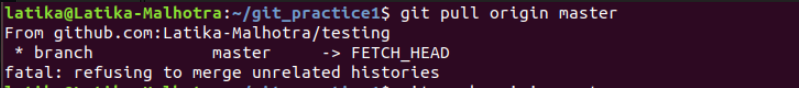 latika@Latika-Malhotra:~/git_practice1$ git pull origin master
From github.com:Latika-Malhotra/testing
 * branch            master     -> FETCH_HEAD
fatal: refusing to merge unrelated histories